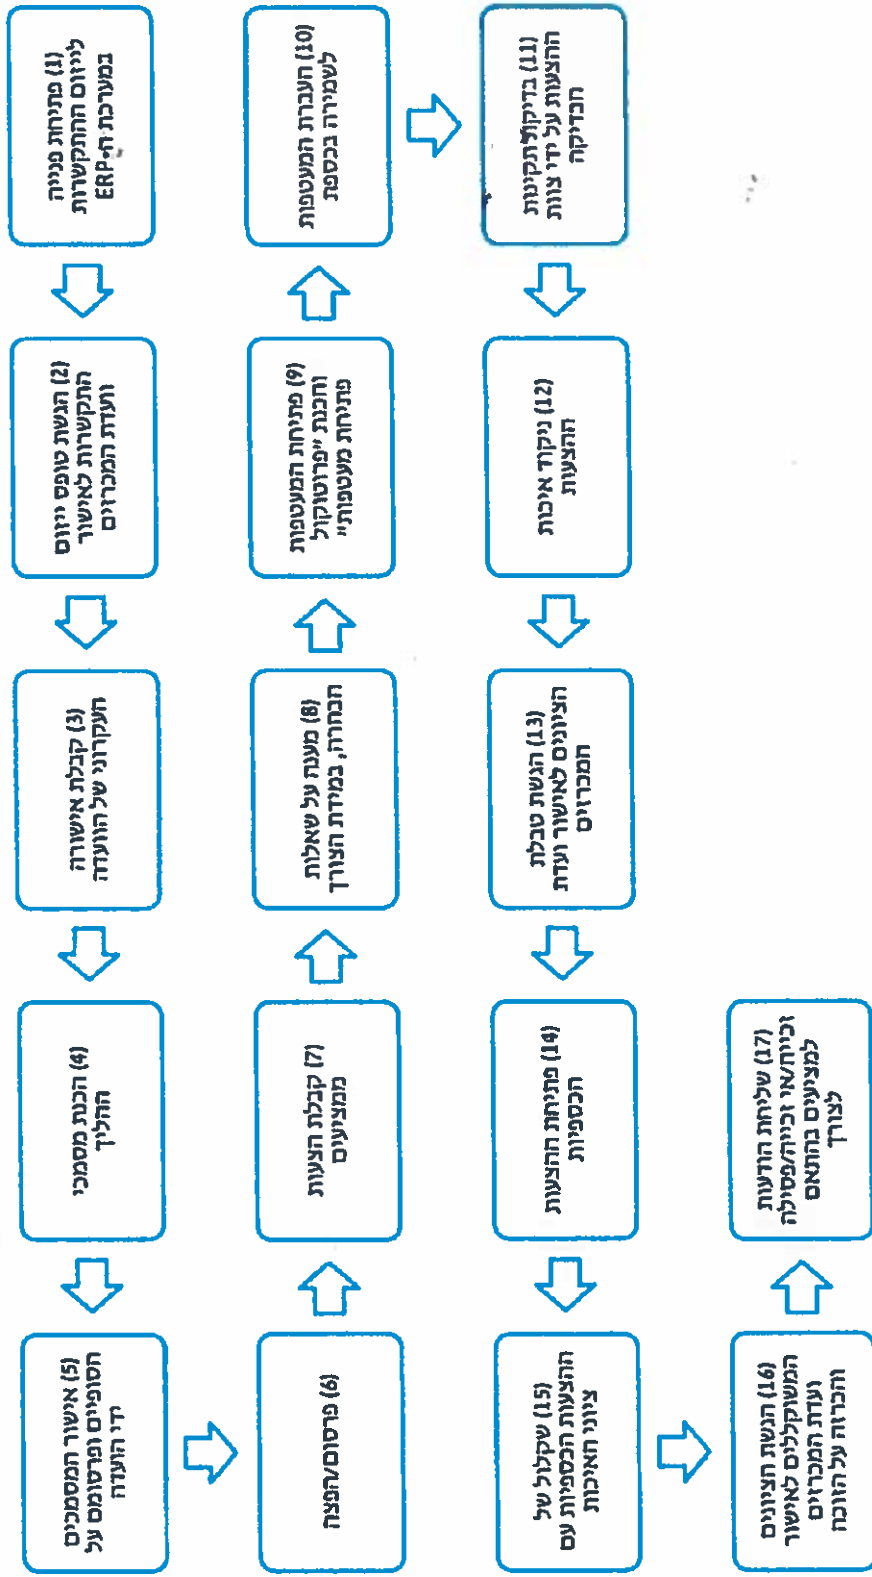 (1) פתיחת פנייה
לייזום ההתקשרות
במערכת ה-ERP
(2) הגשת טופס ייזום
התקשרות לאישור
וועדת המכרזים
(3) קבלת אישורה
העקרוני של הוועדה
(4) הכנת מסמכי
ההליך
(5) אישור המסמכים
הסופיים ופרסומם על
ידי הועדה
(6) פרסום/הפצה
(7) קבלת הצעות
ממציעים
(8) מענה על שאלות
הבהרה, במידת הצורך
(9) פתיחת המעטפות
והכנת "פרוטוקול
פתיחת מעטפות"
(10) העברת המעטפות
לשמירה בכספת
(11) בדיקת תקינות
ההצעות על ידי צוות
הבדיקה
(12) ניקוד איכות
ההצעות
(13) הגשת טבלת
הציונים לאישור ועדת
המכרזים
(14) פתיחת ההצעות
הכספיות
(15) שקלול של
ההצעות הכספיות עם
ציוני האיכות
(16) הגשת הציונים
המשוקללים לאישור
ועדת המכרזים
והכרזה על הזוכה
(17) שליחת הודעות
זכייה/אי זכייה/פסילה
למציעים בהתאם
לצורך